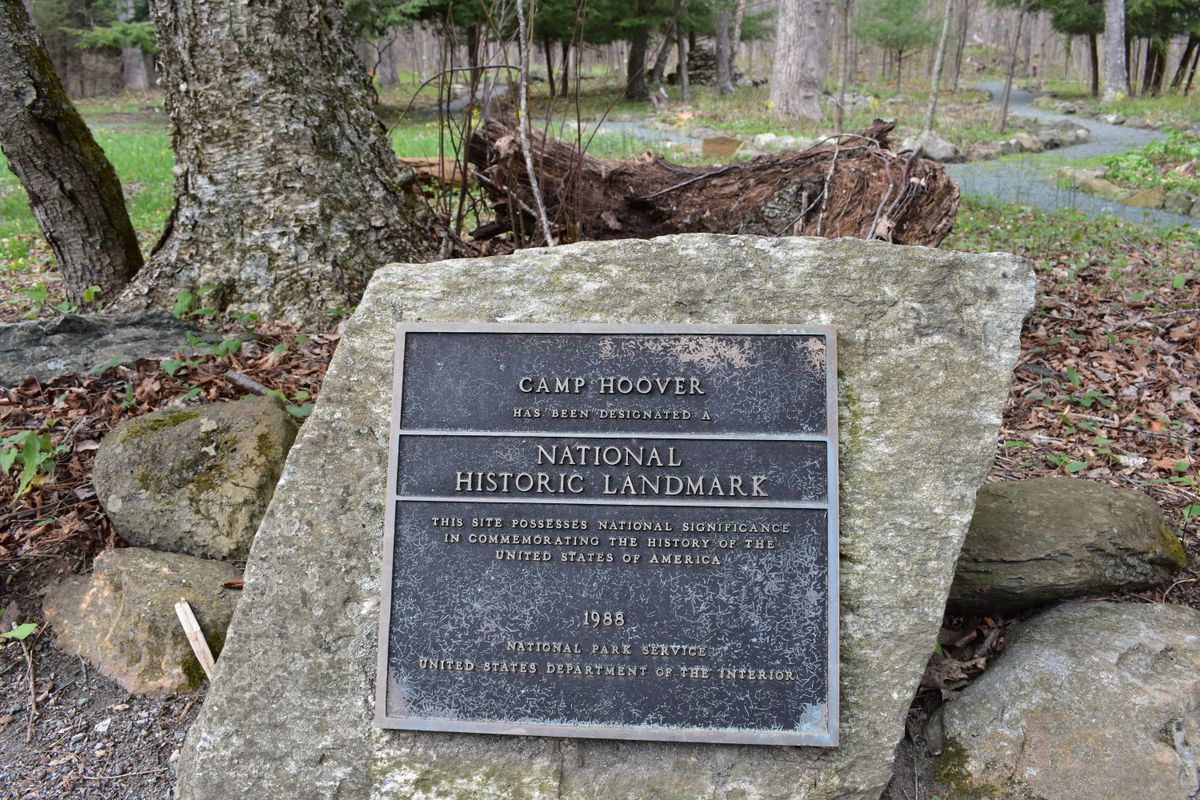 CAMP HOOVER
HAS BEEN DESIGNATED A
NATIONAL
HISTORIC LANDMARK
THIS SITE POSSESSES NATIONAL SIGNIFICANCE
IN COMMEMORATING THE HISTORY OF THE
UNITED STATES OF AMERICA
1988
NATIONAL PARK SERVICE
UNITED STATES DEPARTMENT OF THE INTERIOR